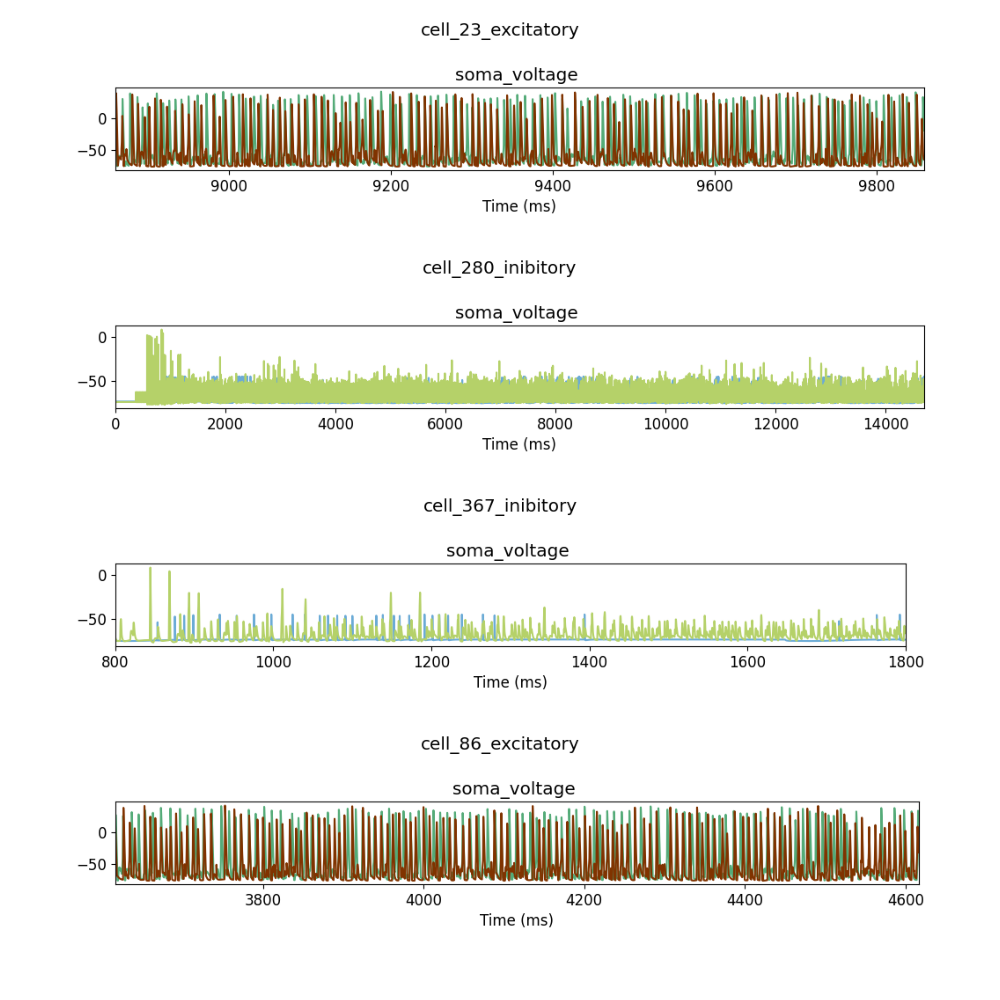 cell_23_excitatory
soma_voltage
0
−50
9000 9200 9400 9600 9800
Time (ms)
cell_280_inibitory
soma_voltage
0
−50
0 2000 4000 6000 8000 10000 12000 14000
Time (ms)
cell_367_inibitory
soma_voltage
0
−50
800 1000 1200 1400 1600 1800
Time (ms)
cell_86_excitatory
soma_voltage
0
−50
3800 4000 4200 4400 4600
Time (ms)